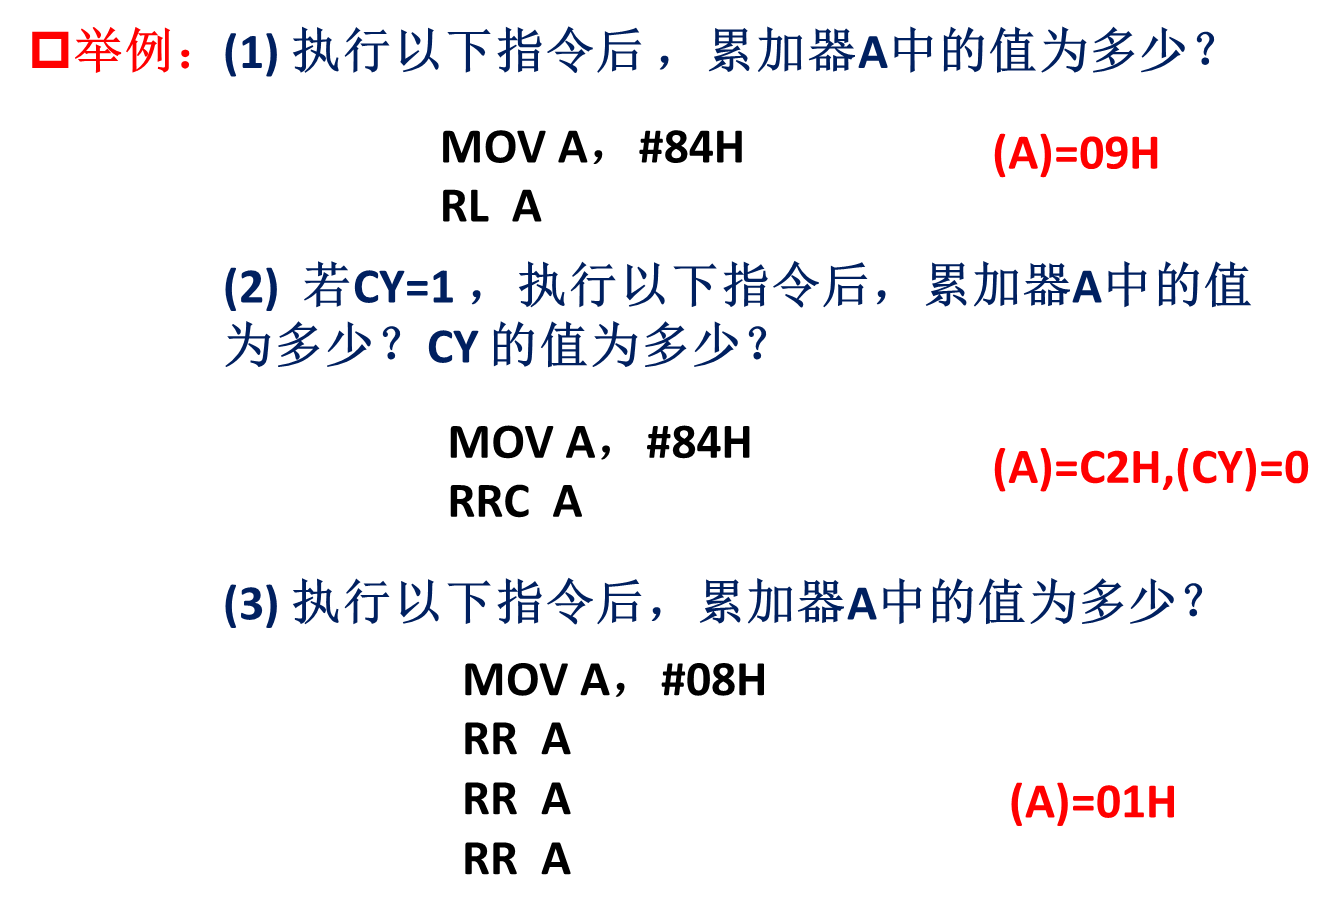 举例：(1) 执行以下指令后，累加器A中的值为多少？
MOV A，#84H (A)=09H
RL A
(2) 若CY=1，执行以下指令后，累加器A中的值
为多少？CY 的值为多少？
MOV A，#84H
(A)=C2H,(CY)=0
RRC A
(3) 执行以下指令后，累加器A中的值为多少？
MOV A，#08H
RR A
RR A (A)=01H
RR A